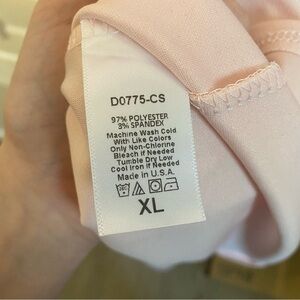 D0775-CS
97% POLYESTER
3% SPANDEX
Machine Wash Cold
With Like Colors
Only Non-Chlorine
Bleach if Needed
Tumble Dry Low
Cool Iron if Needed
Made in U.S.A.
XL